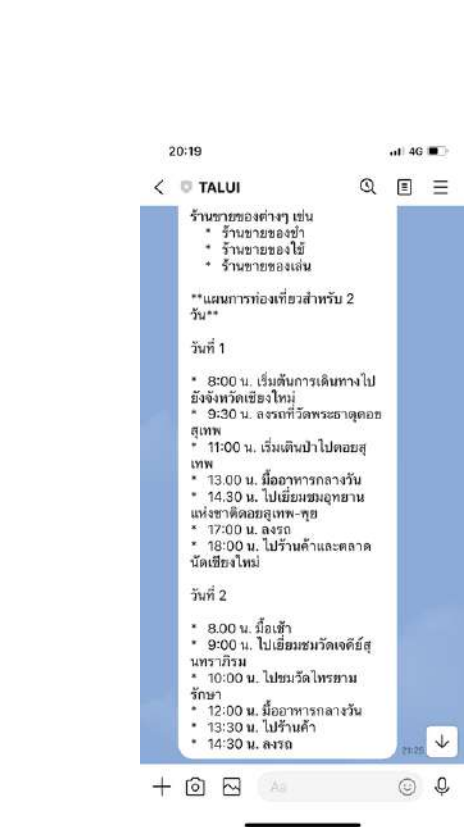 20:19
4G
TALUI
ร้านขายของต่างๆ เช่น
* ร้านขายของชำ
* ร้านขายของใช้
* ร้านขายของเล่น
**แผนการท่องเที่ยวสำหรับ 2
วัน**
วันที่ 1
* 8:00 น. เริ่มต้นการเดินทางไป
ยังจังหวัดเชียงใหม่
* 9:30 น. ลงรถที่วัดพระธาตุดอย
สุเทพ
* 11:00 น. เริ่มเดินป่าไปดอยสุ
เทพ
* 13.00 น. มื้ออาหารกลางวัน
* 14.30 น. ไปเยี่ยมชมอุทยาน
แห่งชาติดอยสุเทพ-พุย
* 17:00 น. ลงรถ
* 18:00 น. ไปร้านค้าและตลาด
นัดเชียงใหม่
วันที่ 2
* 8.00 น. มื้อเช้า
* 9:00 น. ไปเยี่ยมชมวัดเจดีย์สุ
นทราภิรม
* 10:00 น. ไปชมวัดไทรยาม
รักษา
* 12:00 น. มื้ออาหารกลางวัน
* 13:30 น. ไปร้านค้า
* 14:30 น. ลงรถ
Aa